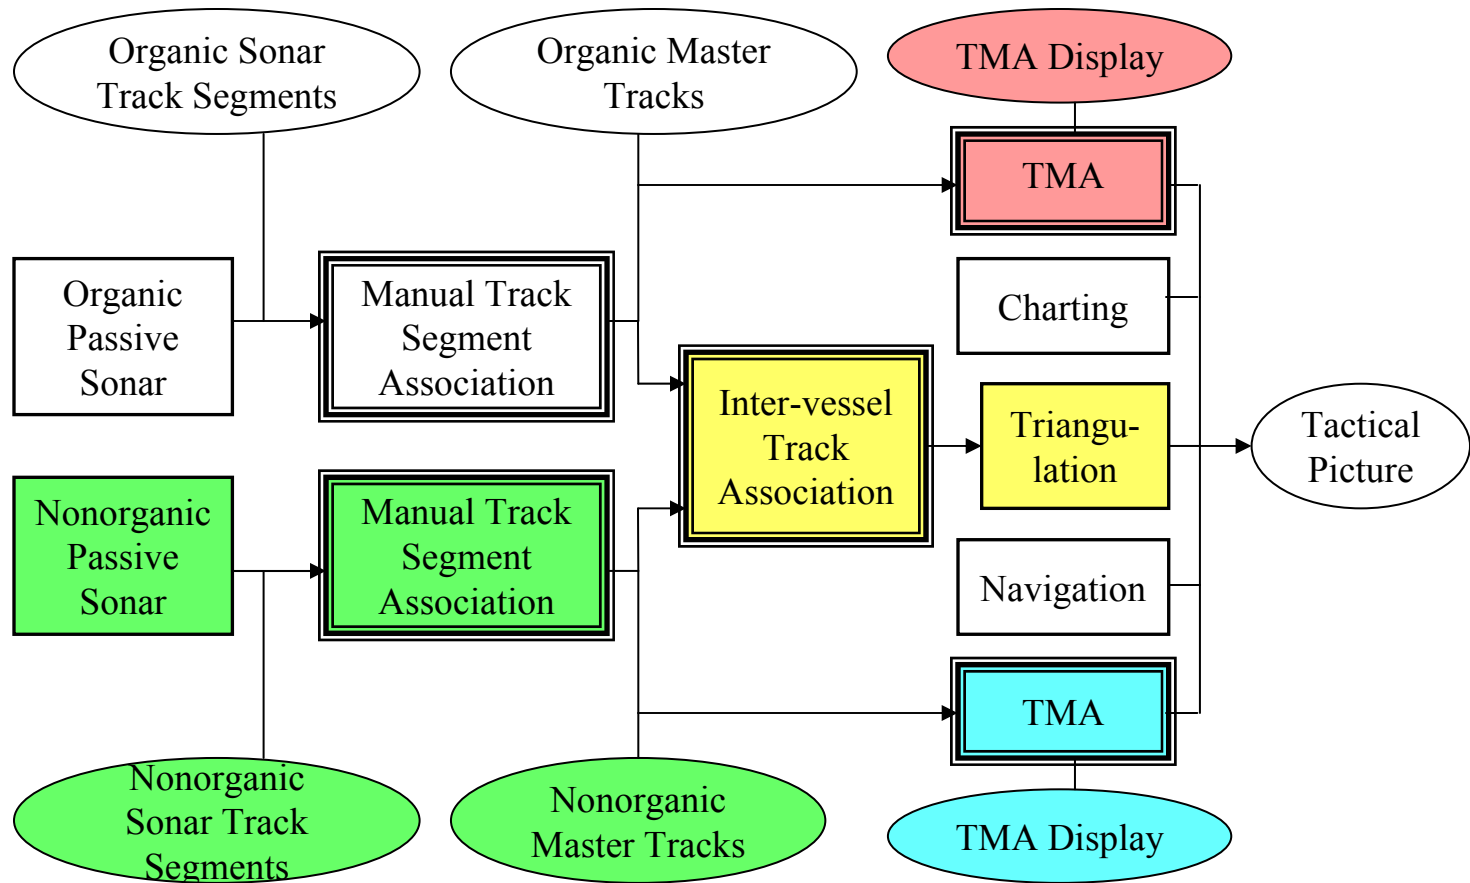 Organic Sonar
Track Segments
Organic Master
Tracks
TMA Display
TMA
Organic
Passive
Sonar
Manual Track
Segment
Association
Charting
Inter-vessel
Track
Association
Triangu-
lation
Tactical
Picture
Nonorganic
Passive
Sonar
Manual Track
Segment
Association
Navigation
TMA
Nonorganic
Sonar Track
Segments
Nonorganic
Master Tracks
TMA Display